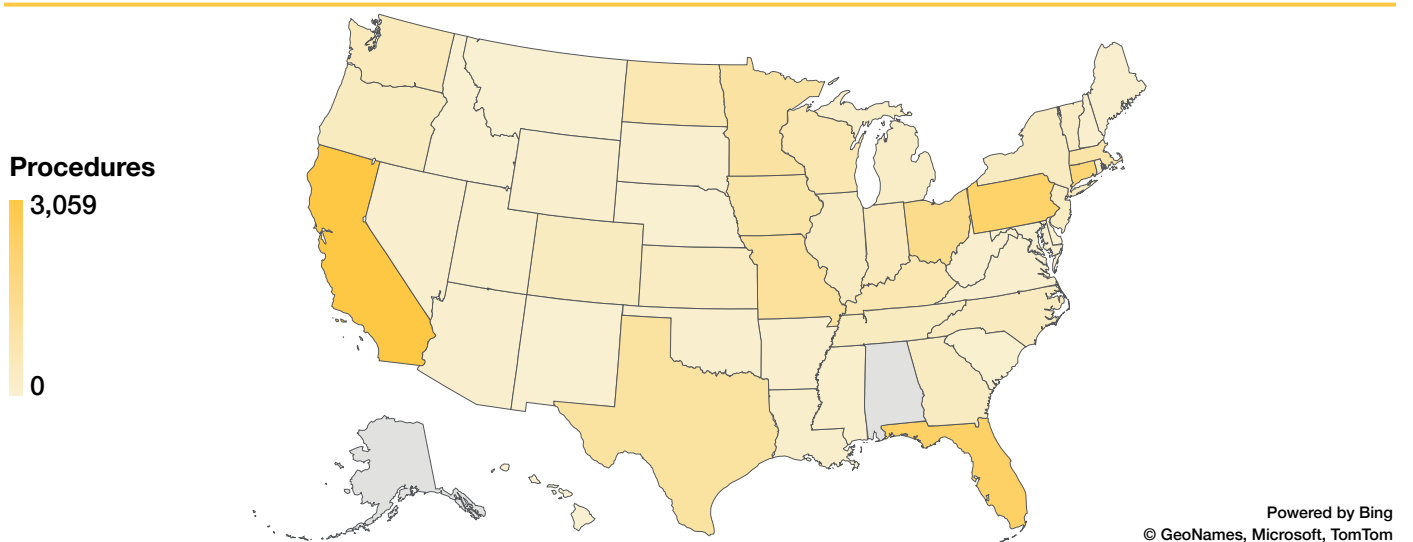 Procedures
3,059
0
Powered by Bing
© GeoNames, Microsoft, TomTom